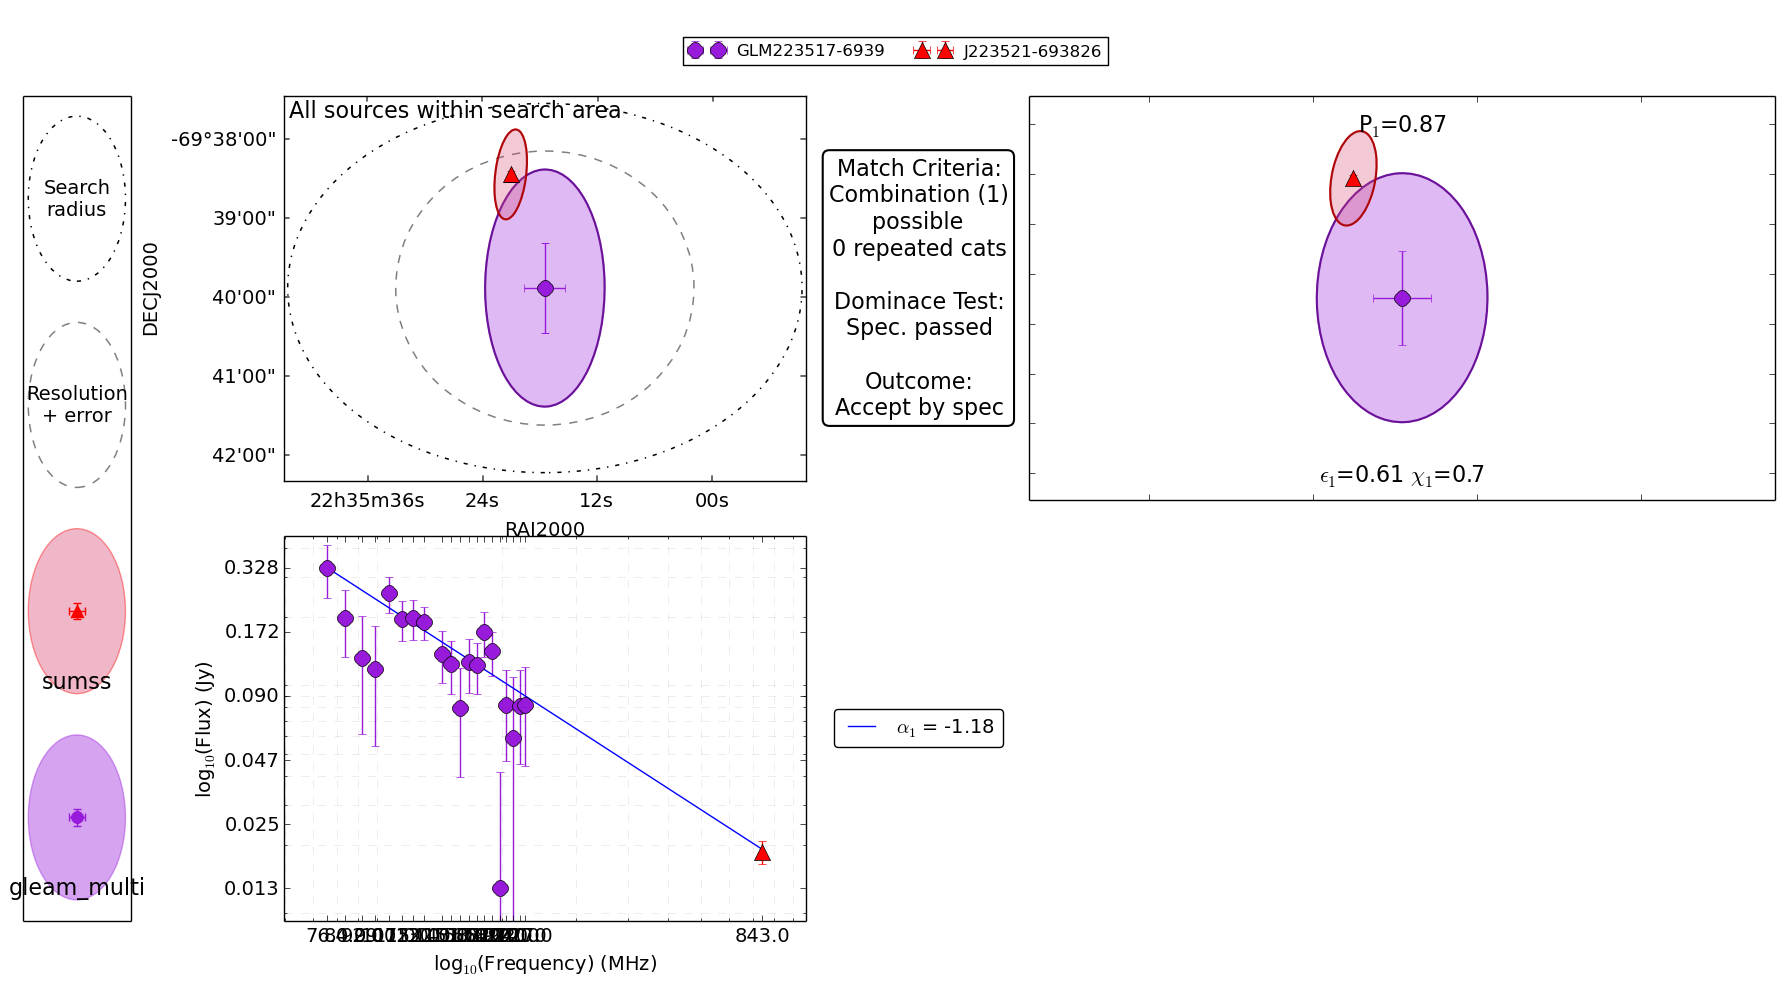 GLM223517-6939 J223521-693826
Search
radius
Resolution
+ error
sumss
gleam_multi
All sources within search area
DECJ2000
-69°38'00"
39'00"
40'00"
41'00"
42'00"
22h35m36s 24s 12s 00s
RAJ2000
Match Criteria:
Combination (1)
possible
0 repeated cats
Dominace Test:
Spec. passed
Outcome:
Accept by spec
P₁=0.87
ϵ₁=0.61 χ₁=0.7
log₁₀(Flux) (Jy)
0.328
0.172
0.090
0.047
0.025
0.013
843.0
log₁₀(Frequency) (MHz)
α₁ = -1.18